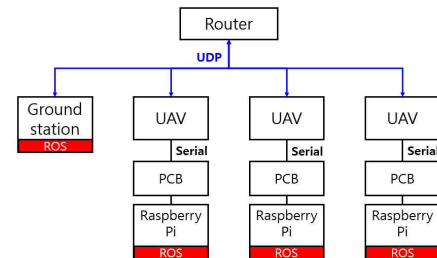 Router
UDP
Ground
station
ROS
UAV
UAV
UAV
Serial
Serial
Serial
PCB
PCB
PCB
Raspberry
Pi
ROS
Raspberry
Pi
ROS
Raspberry
Pi
ROS